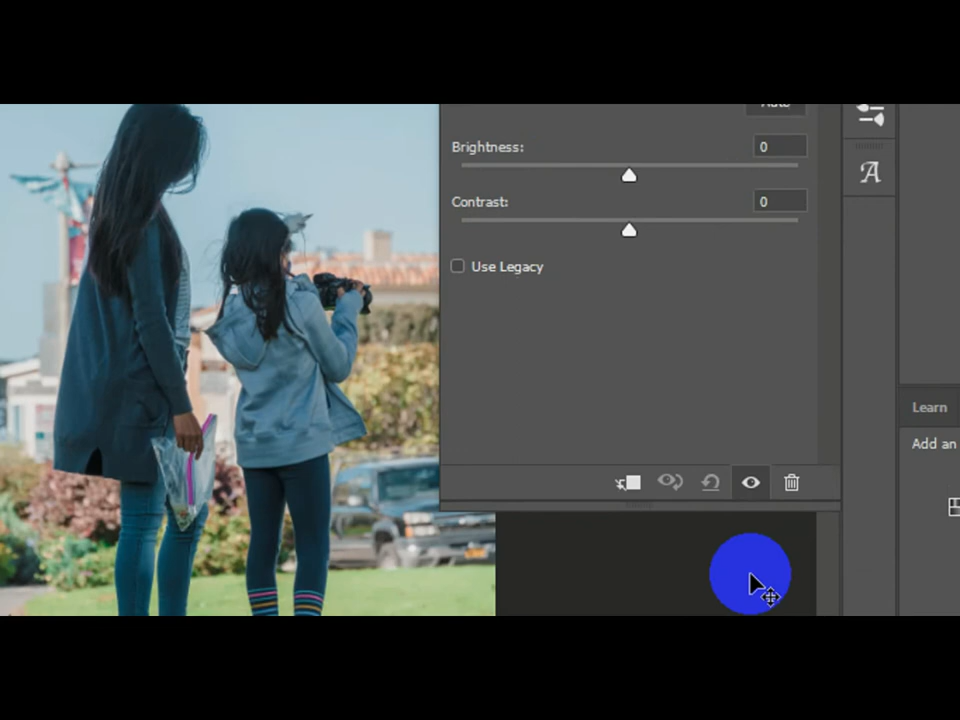 Auto
Brightness:
0
Contrast:
0
Use Legacy
Learn
Add an